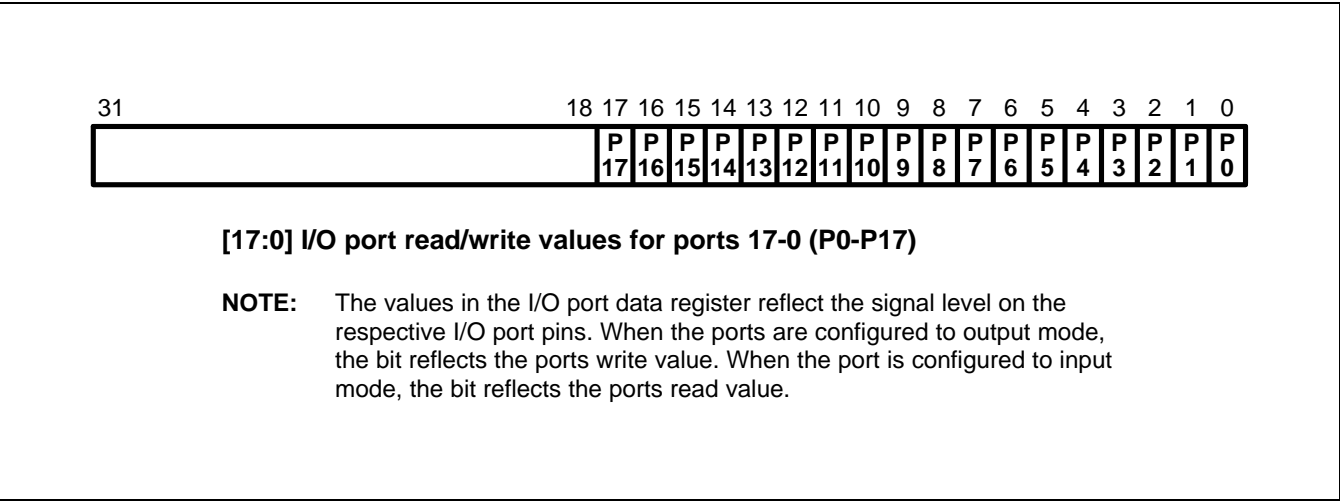 31 18 17 16 15 14 13 12 11 10 9 8 7 6 5 4 3 2 1 0
P P P P P P P P P P P P P P P P P P
17 16 15 14 13 12 11 10 9 8 7 6 5 4 3 2 1 0
[17:0] I/O port read/write values for ports 17-0 (P0-P17)
NOTE: The values in the I/O port data register reflect the signal level on the
respective I/O port pins. When the ports are configured to output mode,
the bit reflects the ports write value. When the port is configured to input
mode, the bit reflects the ports read value.